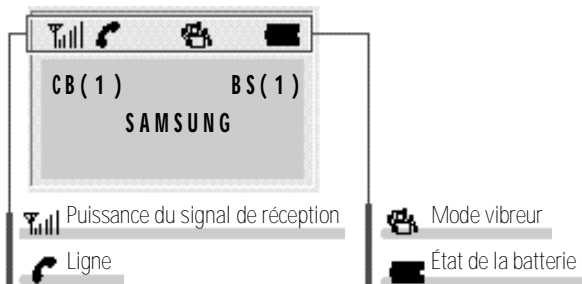 CB(1) BS(1)
SAMSUNG
Puissance du signal de réception
Mode vibreur
Ligne
État de la batterie